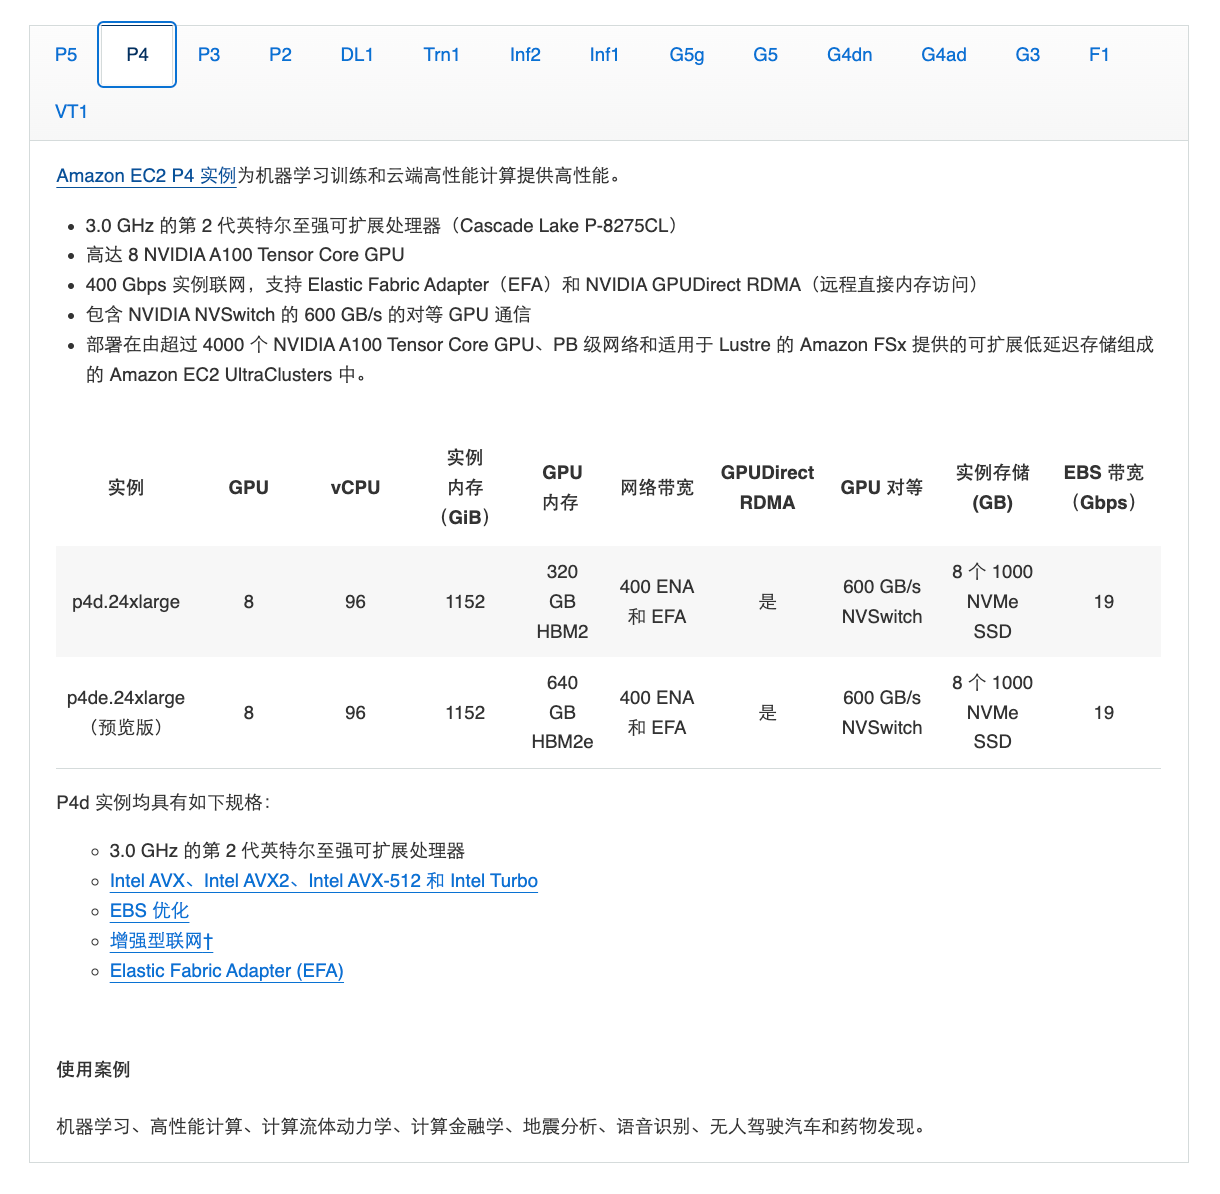 P5 P4 P3 P2 DL1 Trn1 Inf2 Inf1 G5g G5 G4dn G4ad G3 F1
VT1
Amazon EC2 P4 实例为机器学习训练和云端高性能计算提供高性能。
3.0 GHz 的第 2 代英特尔至强可扩展处理器（Cascade Lake P-8275CL）
高达 8 NVIDIA A100 Tensor Core GPU
400 Gbps 实例联网，支持 Elastic Fabric Adapter（EFA）和 NVIDIA GPUDirect RDMA（远程直接内存访问）
包含 NVIDIA NVSwitch 的 600 GB/s 的对等 GPU 通信
部署在由超过 4000 个 NVIDIA A100 Tensor Core GPU、PB 级网络和适用于 Lustre 的 Amazon FSx 提供的可扩展低延迟存储组成
的 Amazon EC2 UltraClusters 中。
实例
GPU
vCPU
实例
内存
（GiB）
GPU
内存
网络带宽
GPUDirect
RDMA
GPU 对等
实例存储
(GB)
EBS 带宽
（Gbps）
p4d.24xlarge
8
96
1152
320
GB
HBM2
400 ENA
和 EFA
是
600 GB/s
NVSwitch
8 个 1000
NVMe
SSD
19
p4de.24xlarge
（预览版）
8
96
1152
640
GB
HBM2e
400 ENA
和 EFA
是
600 GB/s
NVSwitch
8 个 1000
NVMe
SSD
19
P4d 实例均具有如下规格：
3.0 GHz 的第 2 代英特尔至强可扩展处理器
Intel AVX、Intel AVX2、Intel AVX-512 和 Intel Turbo
EBS 优化
增强型联网†
Elastic Fabric Adapter (EFA)
使用案例
机器学习、高性能计算、计算流体动力学、计算金融学、地震分析、语音识别、无人驾驶汽车和药物发现。